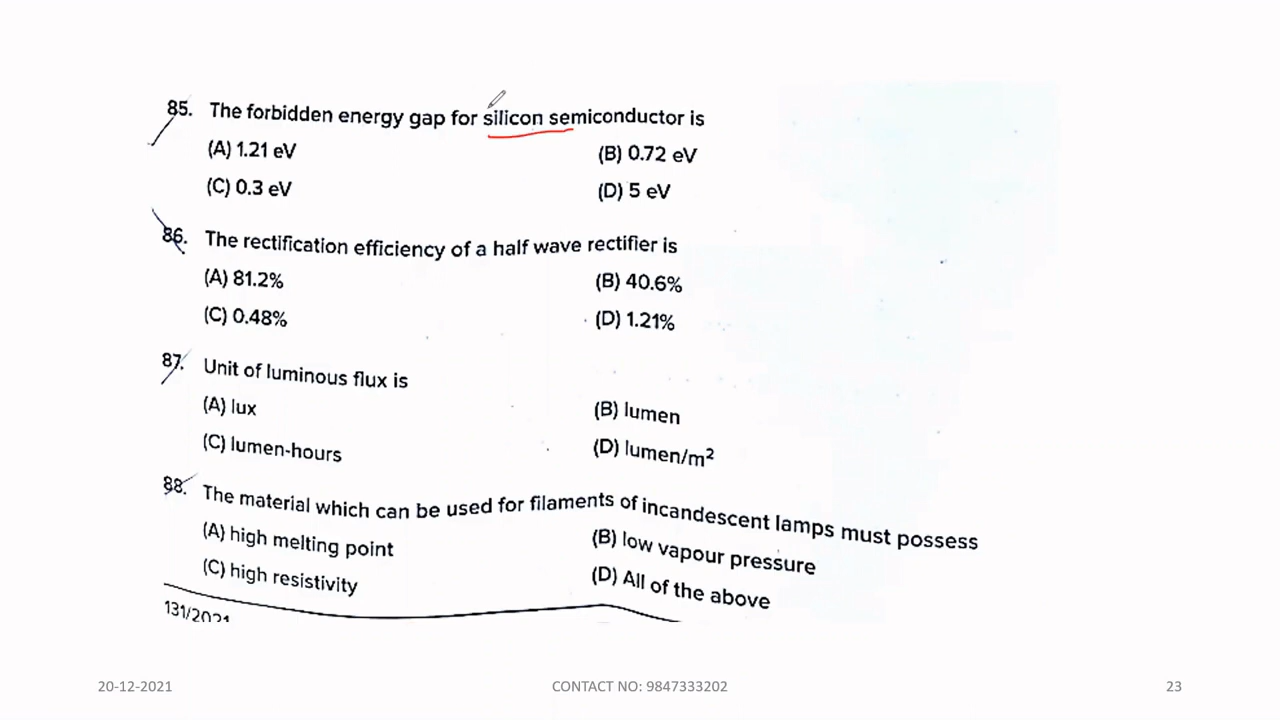 85. The forbidden energy gap for silicon semiconductor is
(A) 1.21 eV (B) 0.72 eV
(C) 0.3 eV (D) 5 eV
86. The rectification efficiency of a half wave rectifier is
(A) 81.2% (B) 40.6%
(C) 0.48% (D) 1.21%
87. Unit of luminous flux is
(A) lux (B) lumen
(C) lumen-hours (D) lumen/m²
88. The material which can be used for filaments of incandescent lamps must possess
(A) high melting point (B) low vapour pressure
(C) high resistivity (D) All of the above
131/2021
20-12-2021 CONTACT NO: 9847333202 23